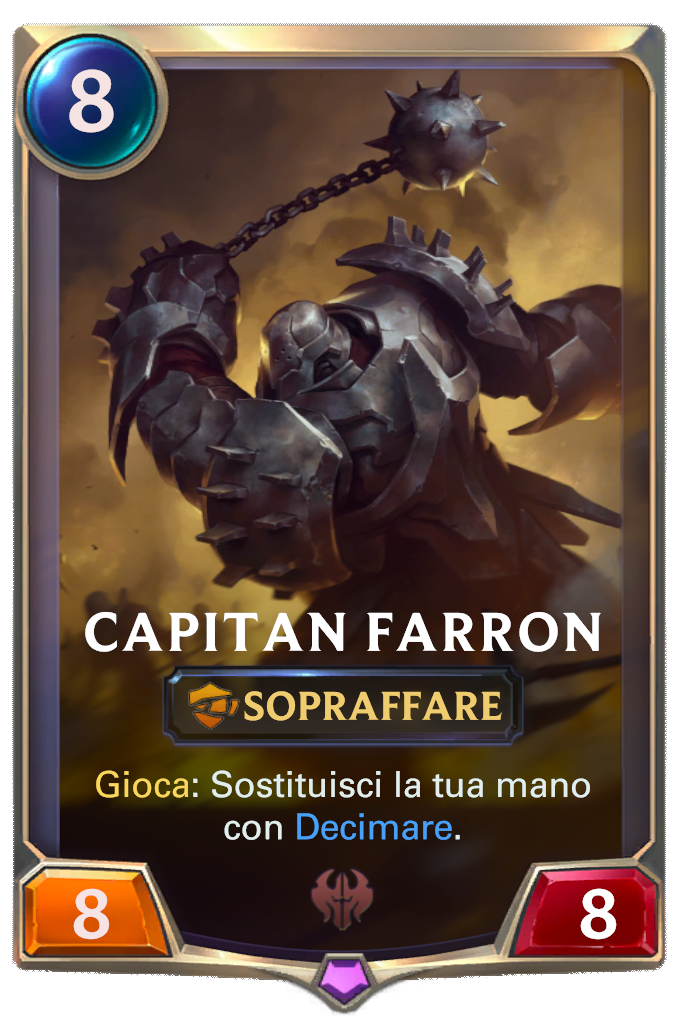 8
CAPITAN FARRON
SOPRAFFARE
Gioca: Sostituisci la tua mano
con Decimare.
8
8